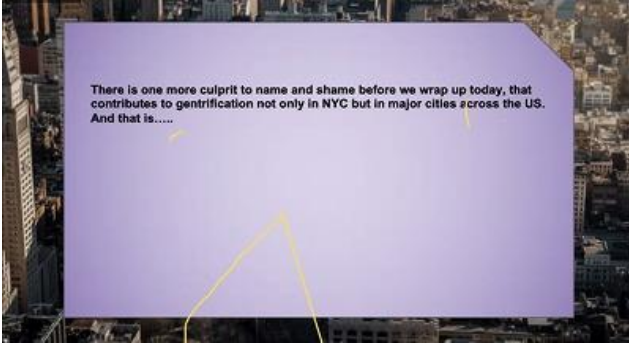 There is one more culprit to name and shame before we wrap up today, that
contributes to gentrification not only in NYC but in major cities across the US.
And that is…..